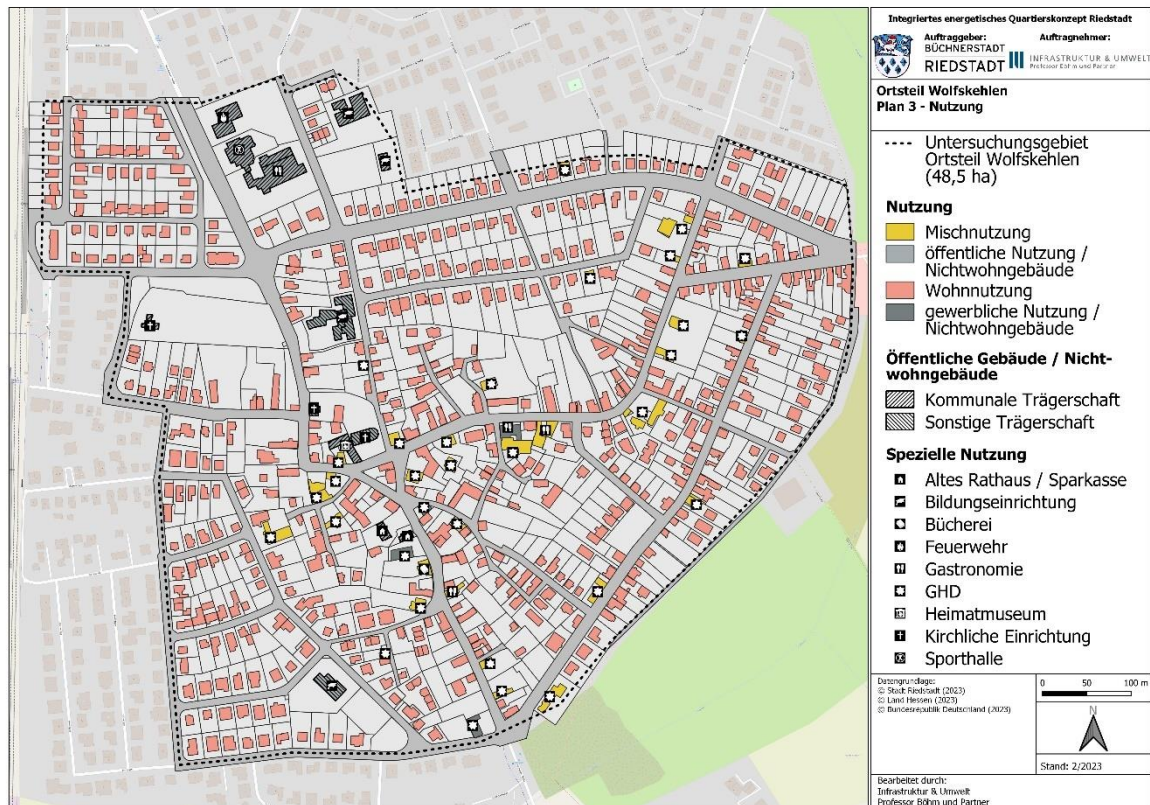 Integriertes energetisches Quartierskonzept Riedstadt
Auftraggeber:
BÜCHNERSTADT
RIEDSTADT
Auftragnehmer:
INFRASTRUKTUR & UMWELT
Professor Böhm und Partner
Ortsteil Wolfskehlen
Plan 3 - Nutzung
Untersuchungsgebiet
Ortsteil Wolfskehlen
(48,5 ha)
Nutzung
Mischnutzung
öffentliche Nutzung /
Nichtwohngebäude
Wohnnutzung
gewerbliche Nutzung /
Nichtwohngebäude
Öffentliche Gebäude / Nicht-
wohngebäude
Kommunale Trägerschaft
Sonstige Trägerschaft
Spezielle Nutzung
Altes Rathaus / Sparkasse
Bildungseinrichtung
Bücherei
Feuerwehr
Gastronomie
GHD
Heimatmuseum
Kirchliche Einrichtung
Sporthalle
Datengrundlage:
© Stadt Riedstadt (2023)
© Land Hessen (2023)
© Bundesrepublik Deutschland (2023)
0 50 100 m
N
Stand: 2/2023
Bearbeitet durch:
Infrastruktur & Umwelt
Professor Böhm und Partner